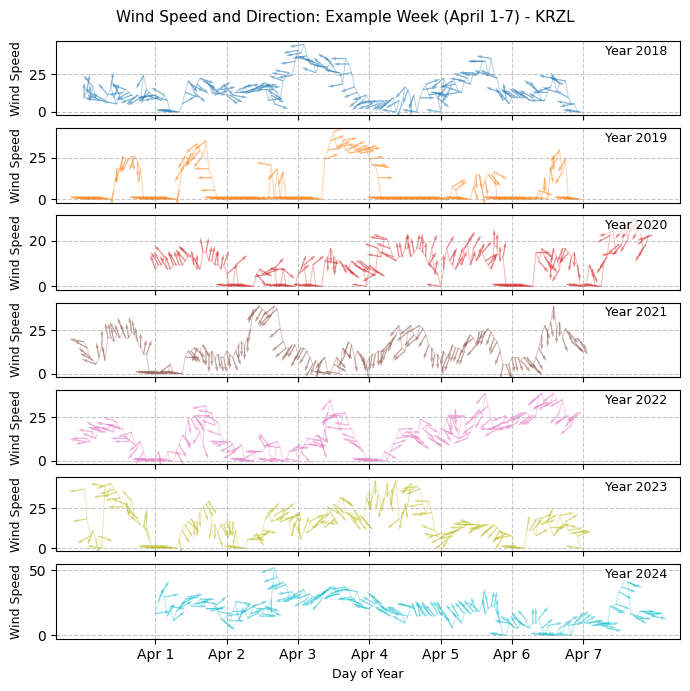 Wind Speed and Direction: Example Week (April 1-7) - KRZL
Wind Speed
25
0
Year 2018
Wind Speed
25
0
Year 2019
Wind Speed
20
0
Year 2020
Wind Speed
25
0
Year 2021
Wind Speed
25
0
Year 2022
Wind Speed
25
0
Year 2023
Wind Speed
50
0
Year 2024
Apr 1 Apr 2 Apr 3 Apr 4 Apr 5 Apr 6 Apr 7
Day of Year